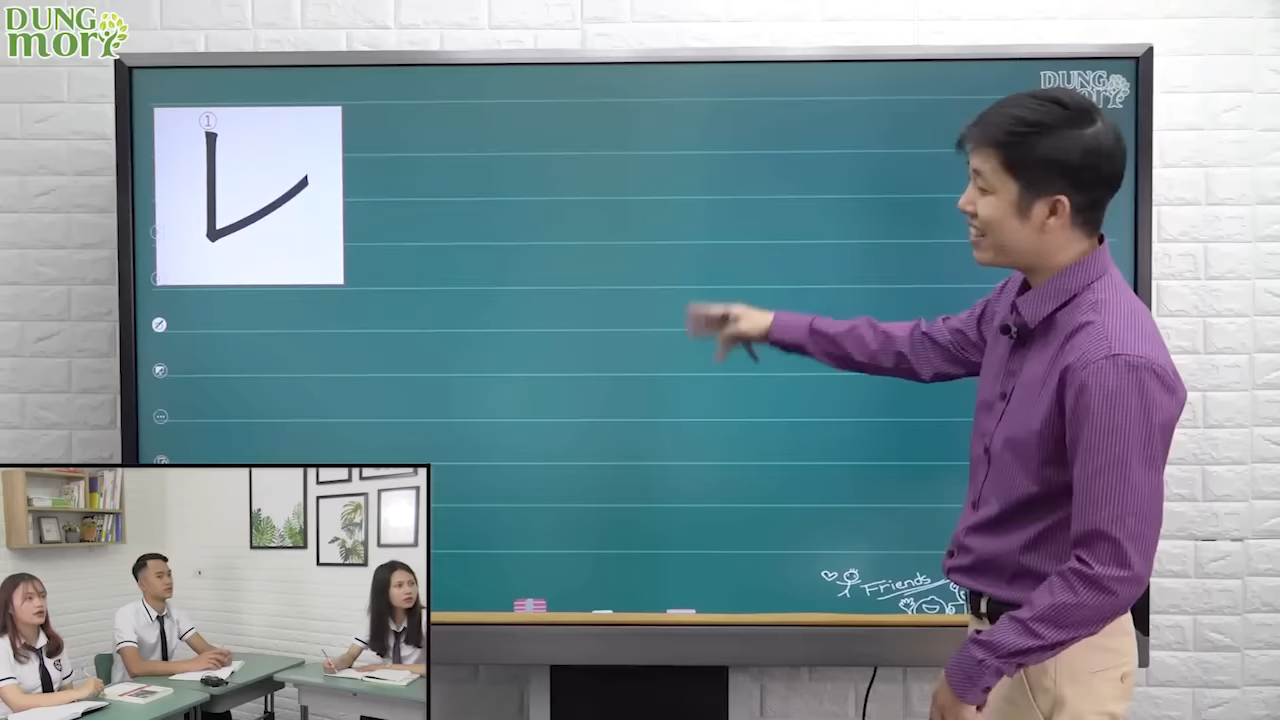 DUNG
mori
DUNG
mori
①
レ
Friends